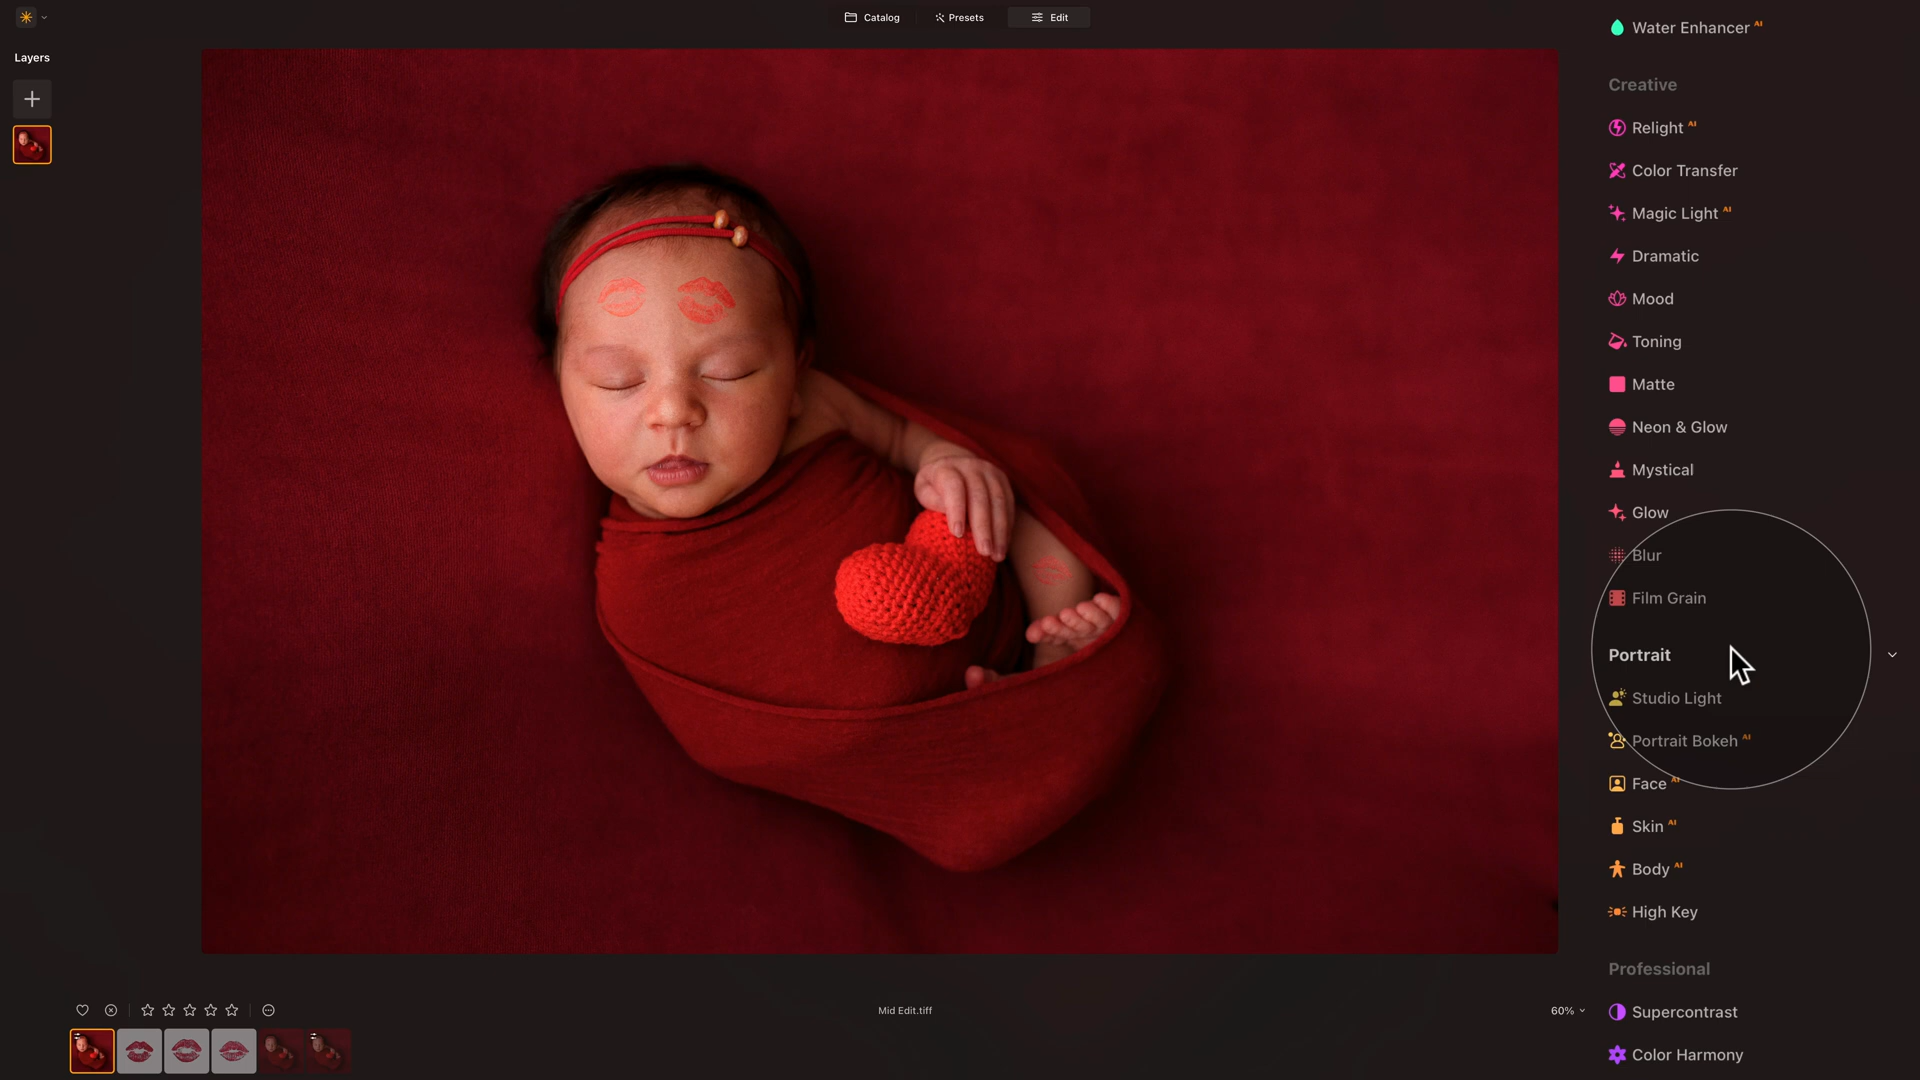 Catalog
Presets
Edit
Layers
Water Enhancer AI
Creative
Relight AI
Color Transfer
Magic Light AI
Dramatic
Mood
Toning
Matte
Neon & Glow
Mystical
Glow
Blur
Film Grain
Portrait
Studio Light
Portrait Bokeh AI
Face AI
Skin AI
Body AI
High Key
Professional
Supercontrast
Color Harmony
Mid Edit.tiff
60%